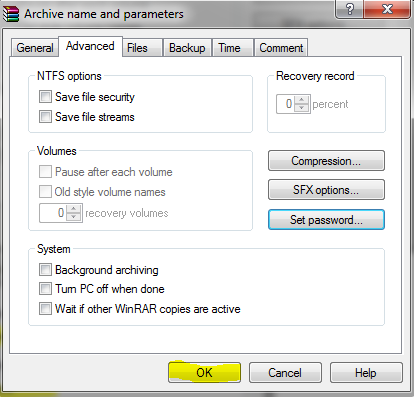 Archive name and parameters
General Advanced Files Backup Time Comment
NTFS options
Save file security
Save file streams
Recovery record
0 percent
Volumes
Pause after each volume
Old style volume names
0 recovery volumes
Compression...
SFX options...
Set password...
System
Background archiving
Turn PC off when done
Wait if other WinRAR copies are active
OK Cancel Help